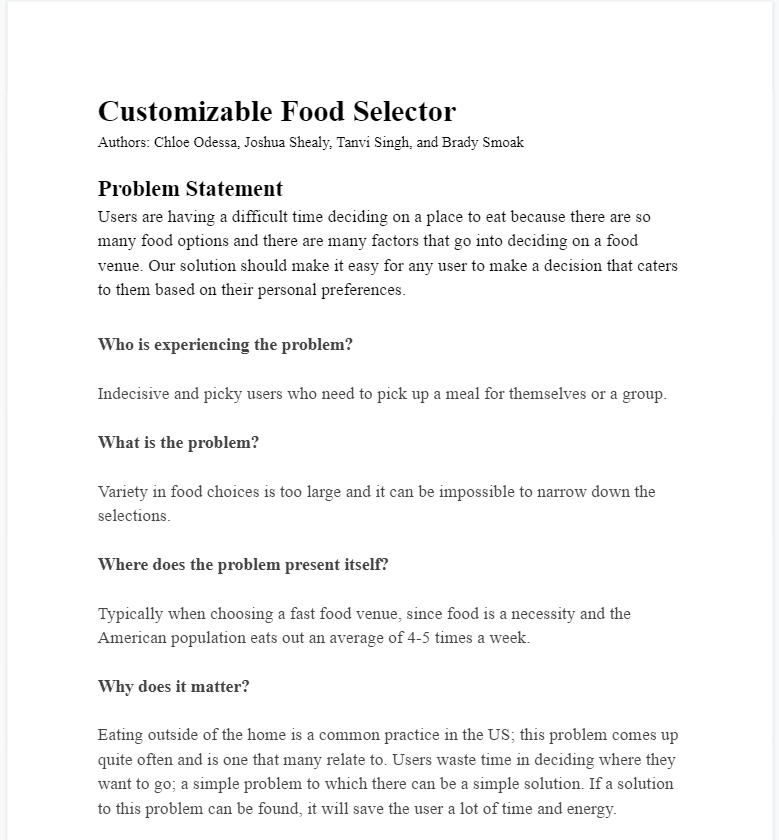 Customizable Food Selector
Authors: Chloe Odessa, Joshua Shealy, Tanvi Singh, and Brady Smoak
Problem Statement
Users are having a difficult time deciding on a place to eat because there are so
many food options and there are many factors that go into deciding on a food
venue. Our solution should make it easy for any user to make a decision that caters
to them based on their personal preferences.
Who is experiencing the problem?
Indecisive and picky users who need to pick up a meal for themselves or a group.
What is the problem?
Variety in food choices is too large and it can be impossible to narrow down the
selections.
Where does the problem present itself?
Typically when choosing a fast food venue, since food is a necessity and the
American population eats out an average of 4-5 times a week.
Why does it matter?
Eating outside of the home is a common practice in the US; this problem comes up
quite often and is one that many relate to. Users waste time in deciding where they
want to go; a simple problem to which there can be a simple solution. If a solution
to this problem can be found, it will save the user a lot of time and energy.